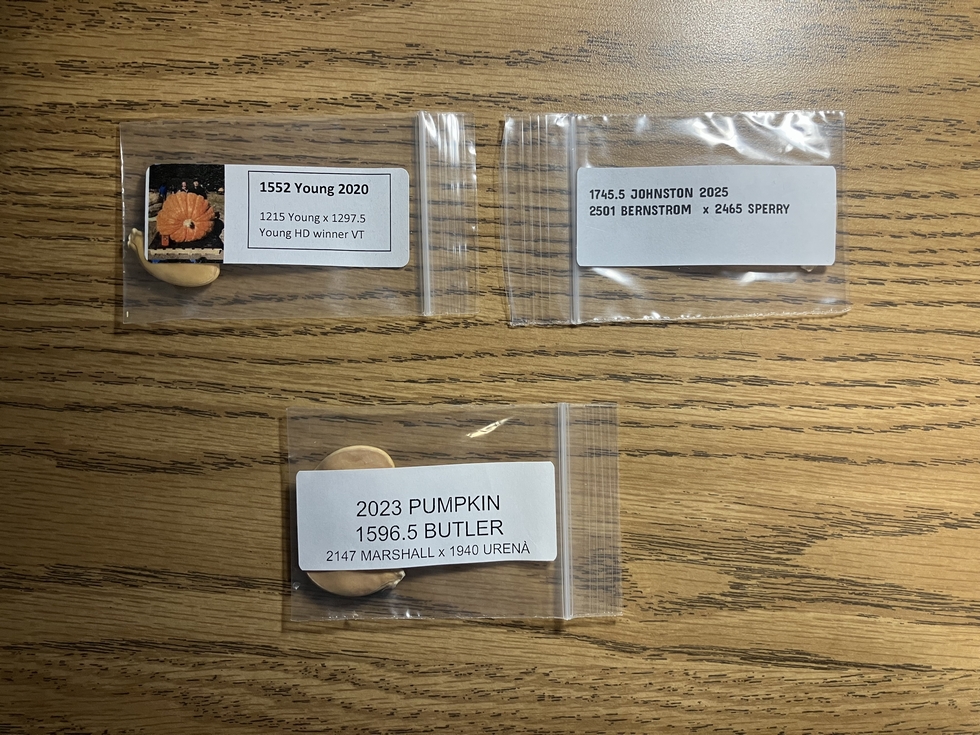 1552 Young 2020
1215 Young x 1297.5
Young HD winner VT
1745.5 JOHNSTON 2025
2501 BERNSTROM x 2465 SPERRY
2023 PUMPKIN
1596.5 BUTLER
2147 MARSHALL x 1940 URENÀ